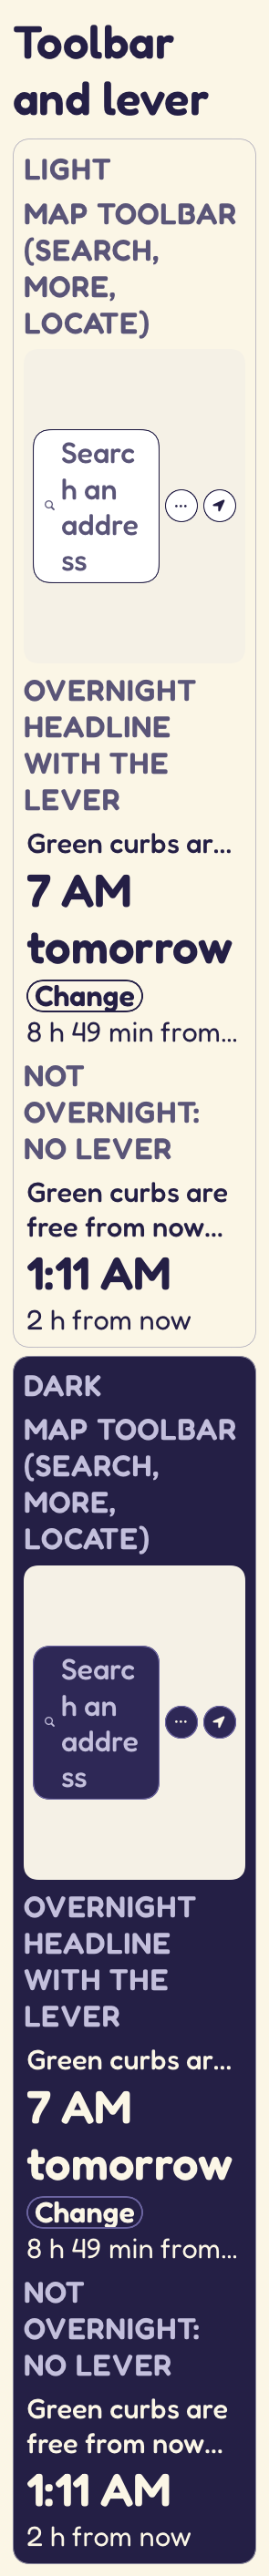 Toolbar
and lever
LIGHT
MAP TOOLBAR
(SEARCH,
MORE,
LOCATE)
Searc
h an
addre
ss
OVERNIGHT
HEADLINE
WITH THE
LEVER
Green curbs ar...
7 AM
tomorrow
Change
8 h 49 min from...
NOT
OVERNIGHT:
NO LEVER
Green curbs are
free from now...
1:11 AM
2 h from now
DARK
MAP TOOLBAR
(SEARCH,
MORE,
LOCATE)
Searc
h an
addre
ss
OVERNIGHT
HEADLINE
WITH THE
LEVER
Green curbs ar...
7 AM
tomorrow
Change
8 h 49 min from...
NOT
OVERNIGHT:
NO LEVER
Green curbs are
free from now...
1:11 AM
2 h from now